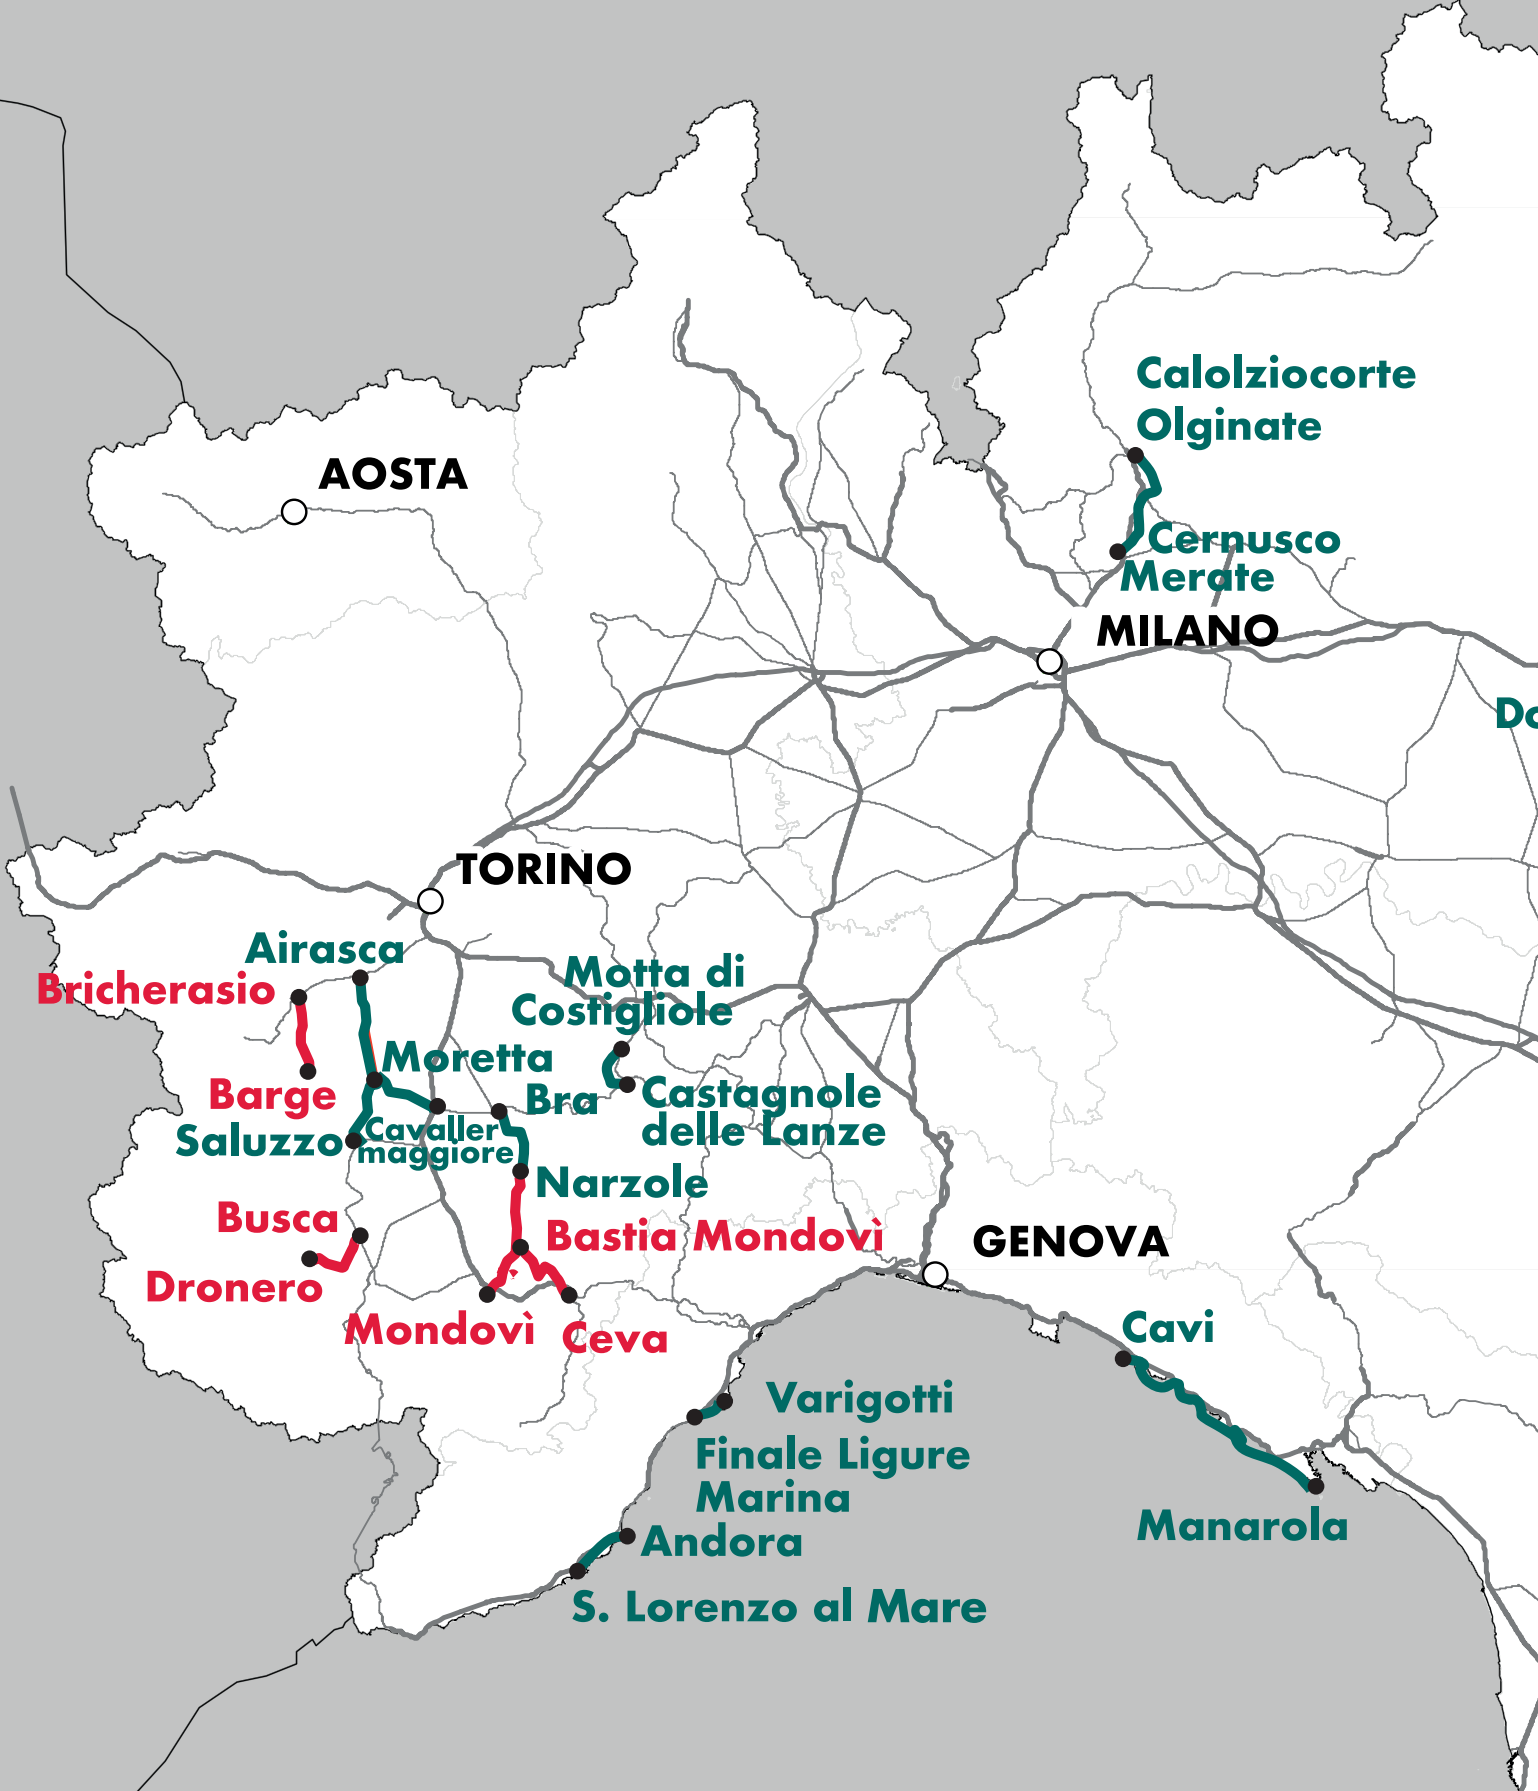 Calolziocorte
Olginate
AOSTA
Cernusco
Merate
MILANO
TORINO
Airasca
Bricherasio
Motta di
Costigliole
Moretta
Barge
Bra
Castagnole
delle Lanze
Saluzzo
Cavaller
maggiore
Narzole
Busca
Bastia Mondovì
GENOVA
Dronero
Mondovì
Ceva
Cavi
Varigotti
Finale Ligure
Marina
Manarola
Andora
S. Lorenzo al Mare